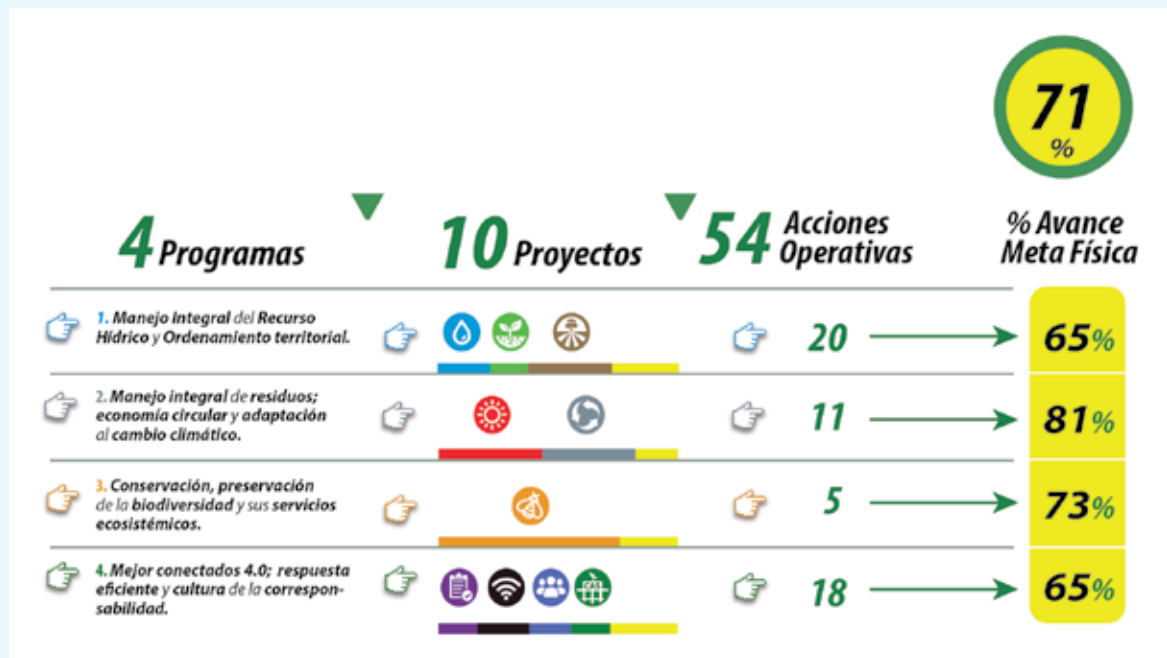 71
%
4 Programas
10 Proyectos
54 Acciones
Operativas
% Avance
Meta Física
1. Manejo integral del Recurso
Hídrico y Ordenamiento territorial.
20
65%
2. Manejo integral de residuos;
economía circular y adaptación
al cambio climático.
11
81%
3. Conservación, preservación
de la biodiversidad y sus servicios
ecosistémicos.
5
73%
4. Mejor conectados 4.0; respuesta
eficiente y cultura de la correspon-
sabilidad.
CAS
18
65%